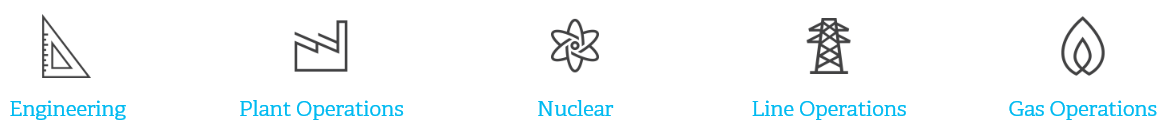 Engineering
Plant Operations
Nuclear
Line Operations
Gas Operations